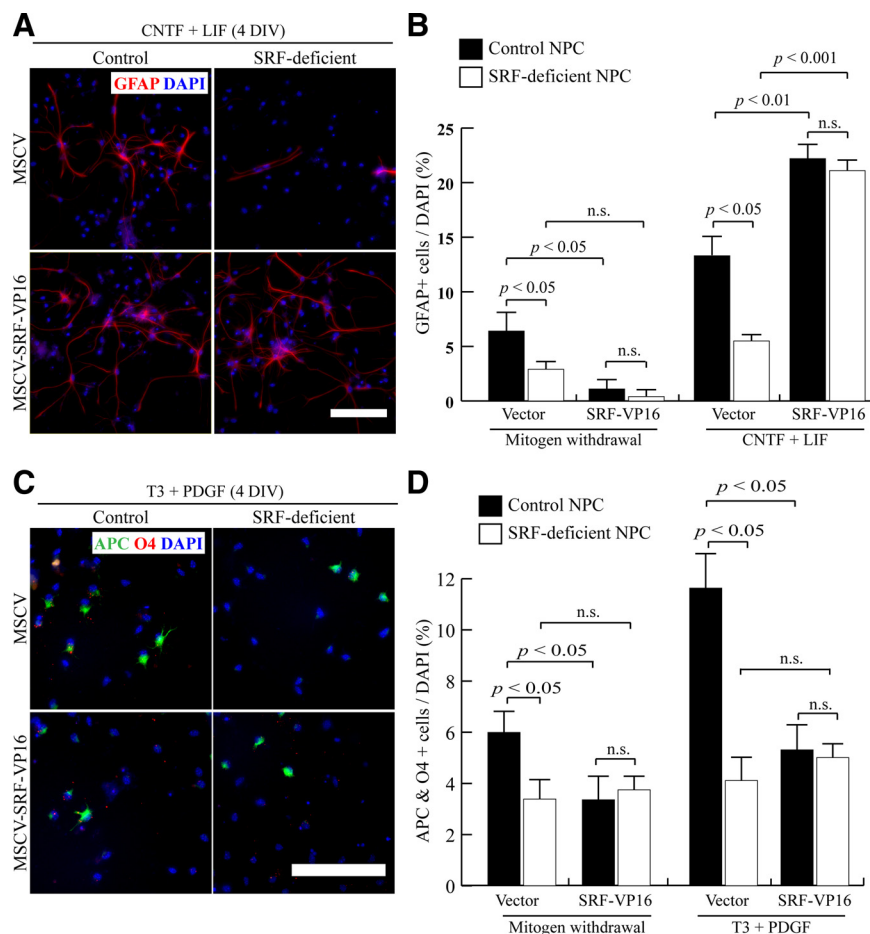 A
CNTF + LIF (4 DIV)
Control
SRF-deficient
GFAP DAPI
MSCV
MSCV-SRF-VP16
B
Control NPC
SRF-deficient NPC
p < 0.001
p < 0.01
n.s.
p < 0.05
n.s.
p < 0.05
p < 0.05
n.s.
GFAP+ cells / DAPI (%)
25
20
15
10
5
0
Vector
SRF-VP16
Vector
SRF-VP16
Mitogen withdrawal
CNTF + LIF
C
T3 + PDGF (4 DIV)
Control
SRF-deficient
APC O4 DAPI
MSCV
MSCV-SRF-VP16
D
Control NPC
SRF-deficient NPC
p < 0.05
p < 0.05
n.s.
p < 0.05
n.s.
p < 0.05
n.s.
n.s.
APC & O4 + cells / DAPI (%)
12
10
8
6
4
2
0
Vector
SRF-VP16
Vector
SRF-VP16
Mitogen withdrawal
T3 + PDGF